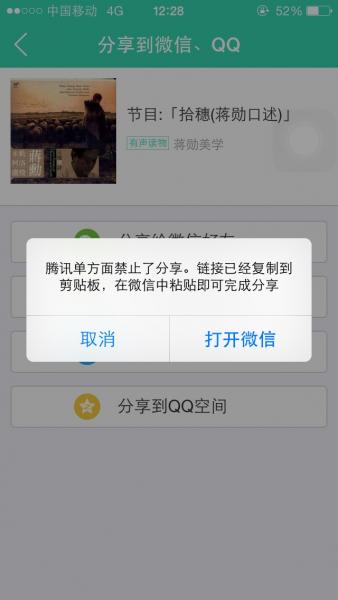 中国移动 4G 12:28 52%
分享到微信、QQ
节目:「拾穗(蒋勋口述)」
有声读物 蒋勋美学
蔣勳
腾讯单方面禁止了分享。链接已经复制到
剪贴板，在微信中粘贴即可完成分享
取消 打开微信
分享到QQ空间